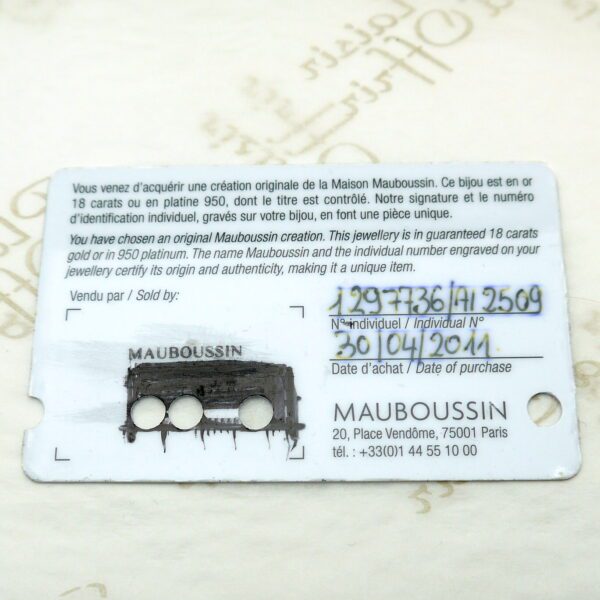 Plaisir
Offrir
Vous venez d'acquérir une création originale de la Maison Mauboussin. Ce bijou est en or
18 carats ou en platine 950, dont le titre est contrôlé. Notre signature et le numéro
d'identification individuel, gravés sur votre bijou, en font une pièce unique.
You have chosen an original Mauboussin creation. This jewellery is in guaranteed 18 carats
gold or in 950 platinum. The name Mauboussin and the individual number engraved on your
jewellery certify its origin and authenticity, making it a unique item.
Vendu par / Sold by:
MAUBOUSSIN
1297736/A12509
N° individuel / Individual N°
30/04/2011
Date d'achat / Date of purchase
MAUBOUSSIN
20, Place Vendôme, 75001 Paris
tél. : +33(0)1 44 55 10 00